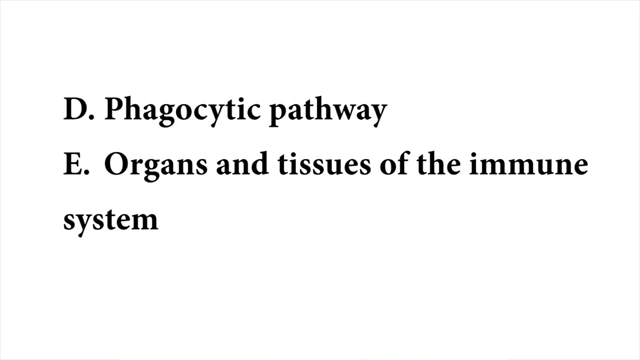 D. Phagocytic pathway
E. Organs and tissues of the immune
system